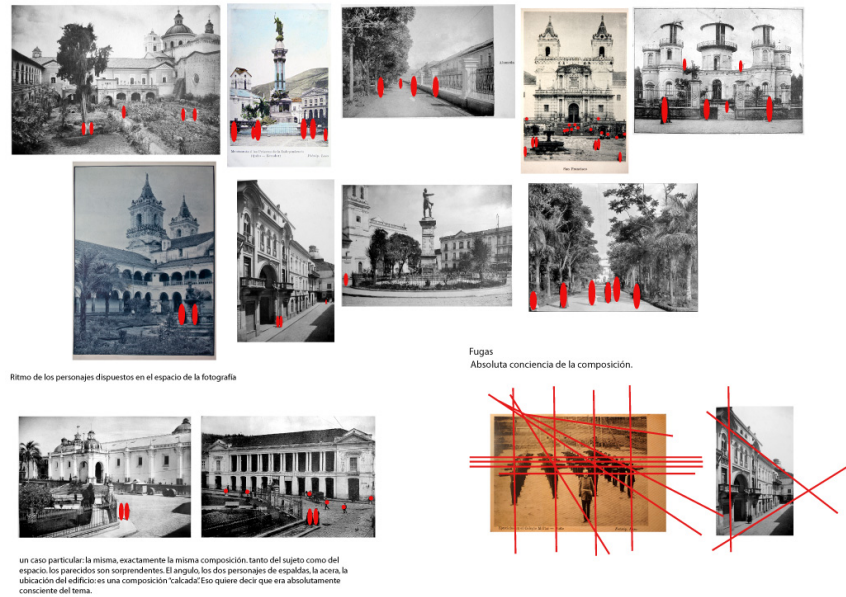 San Francisco
Ritmo de los personajes dispuestos en el espacio de la fotografía
Fugas
Absoluta conciencia de la composición.
un caso particular: la misma, exactamente la misma composición. tanto del sujeto como del
espacio. los parecidos son sorprendentes. El angulo, los dos personajes de espaldas, la acera, la
ubicación del edificio: es una composición "calcada". Eso quiere decir que era absolutamente
consciente del tema.